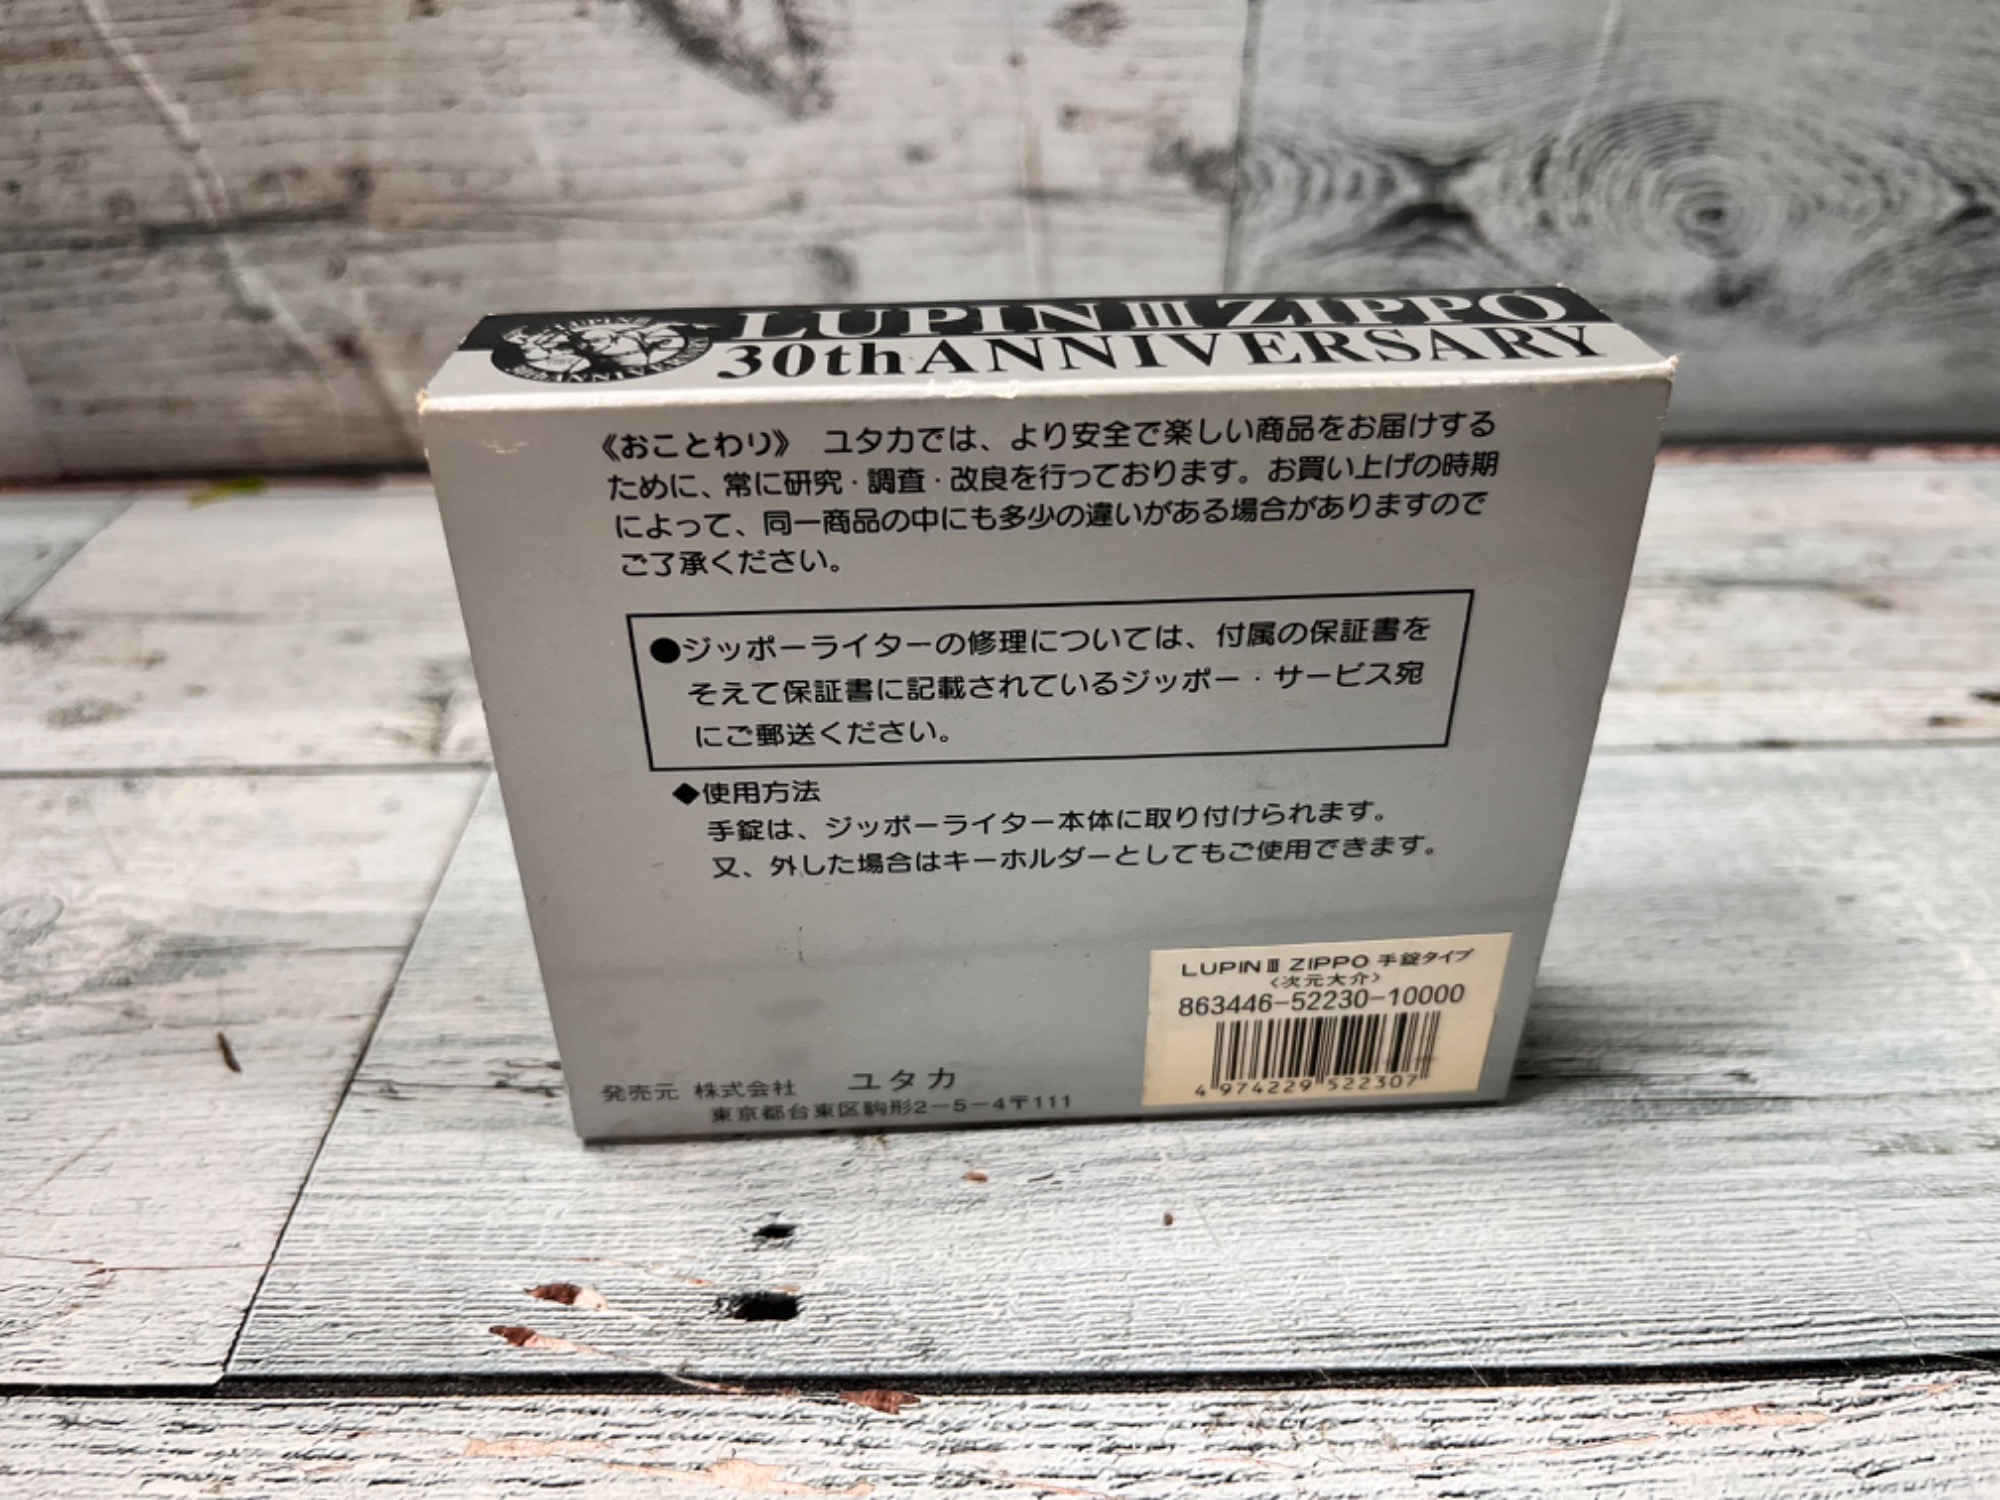 LUPIN III ZIPPO
30th ANNIVERSARY
《おことわり》 ユタカでは、より安全で楽しい商品をお届けする
ために、常に研究・調査・改良を行っております。お買い上げの時期
によって、同一商品の中にも多少の違いがある場合がありますので
ご了承ください。
●ジッポーライターの修理については、付属の保証書を
そえて保証書に記載されているジッポー・サービス宛
にご郵送ください。
◆使用方法
手錠は、ジッポーライター本体に取り付けられます。
又、外した場合はキーホルダーとしてもご使用できます。
LUPIN III ZIPPO 手錠タイプ
〈次元大介〉
863446-52230-10000
4 974229 522307
発売元 株式会社 ユタカ
東京都台東区駒形2-5-4〒111